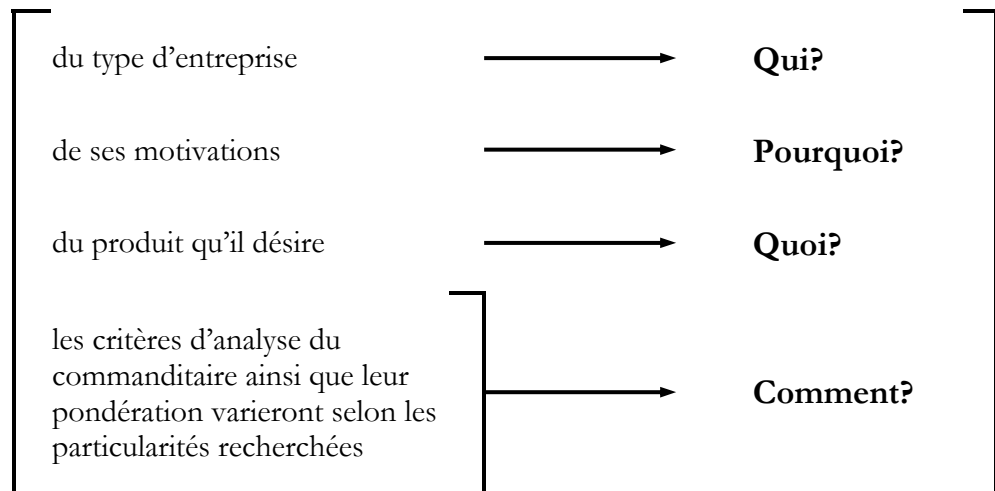 du type d'entreprise
Qui?
de ses motivations
Pourquoi?
du produit qu'il désire
Quoi?
les critères d'analyse du
commanditaire ainsi que leur
pondération varieront selon les
particularités recherchées
Comment?